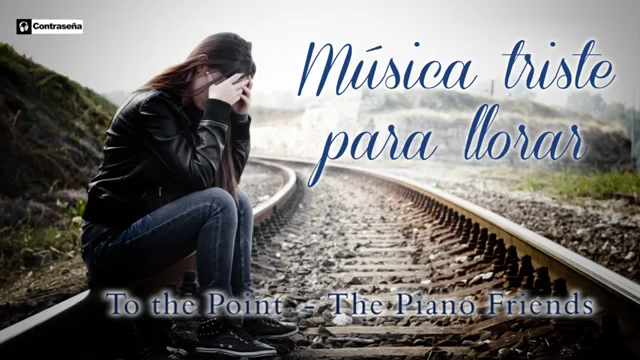 Contraseña
Música triste
para llorar
To the Point - The Piano Friends